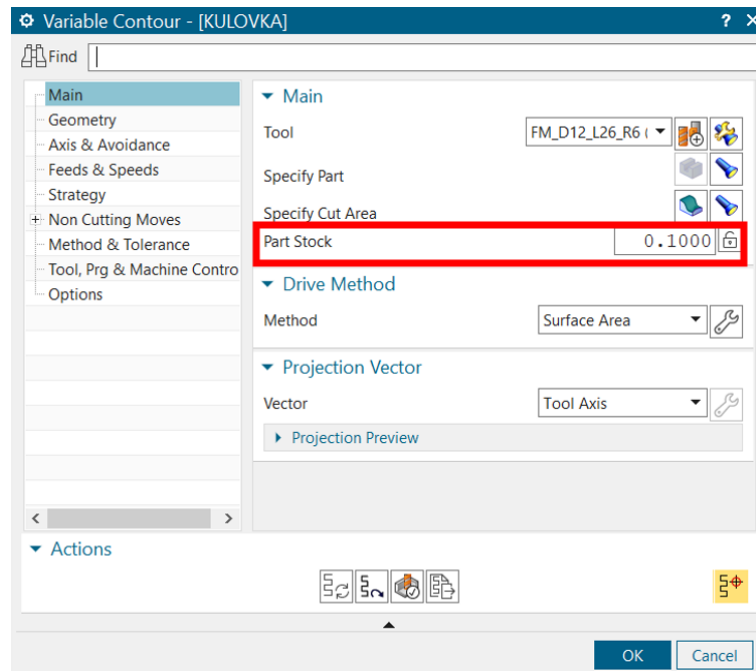 Variable Contour - [KULOVKA]
? ×
Find
Main
Geometry
Axis & Avoidance
Feeds & Speeds
Strategy
Non Cutting Moves
Method & Tolerance
Tool, Prg & Machine Contro
Options
Main
Tool FM_D12_L26_R6 (
Specify Part
Specify Cut Area
Part Stock 0.1000
Drive Method
Method Surface Area
Projection Vector
Vector Tool Axis
Projection Preview
Actions
OK Cancel